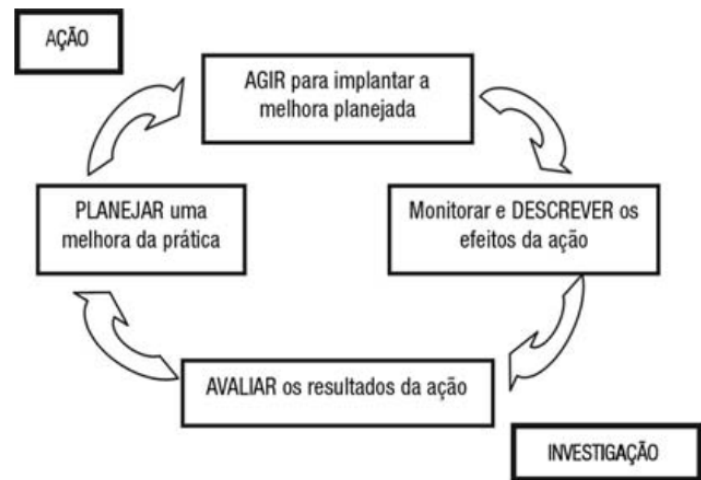 AÇÃO
AGIR para implantar a
melhora planejada
PLANEJAR uma
melhora da prática
Monitorar e DESCREVER os
efeitos da ação
AVALIAR os resultados da ação
INVESTIGAÇÃO